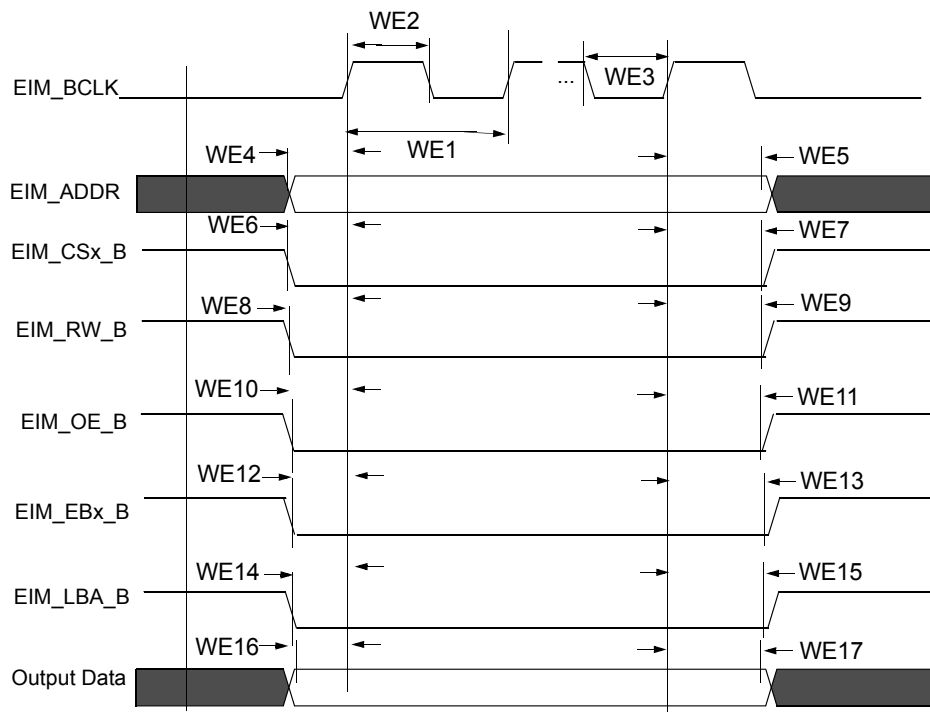 WE2
EIM_BCLK
...
WE3
WE1
WE4
WE5
EIM_ADDR
WE6
WE7
EIM_CSx_B
WE8
WE9
EIM_RW_B
WE10
WE11
EIM_OE_B
WE12
WE13
EIM_EBx_B
WE14
WE15
EIM_LBA_B
WE16
WE17
Output Data